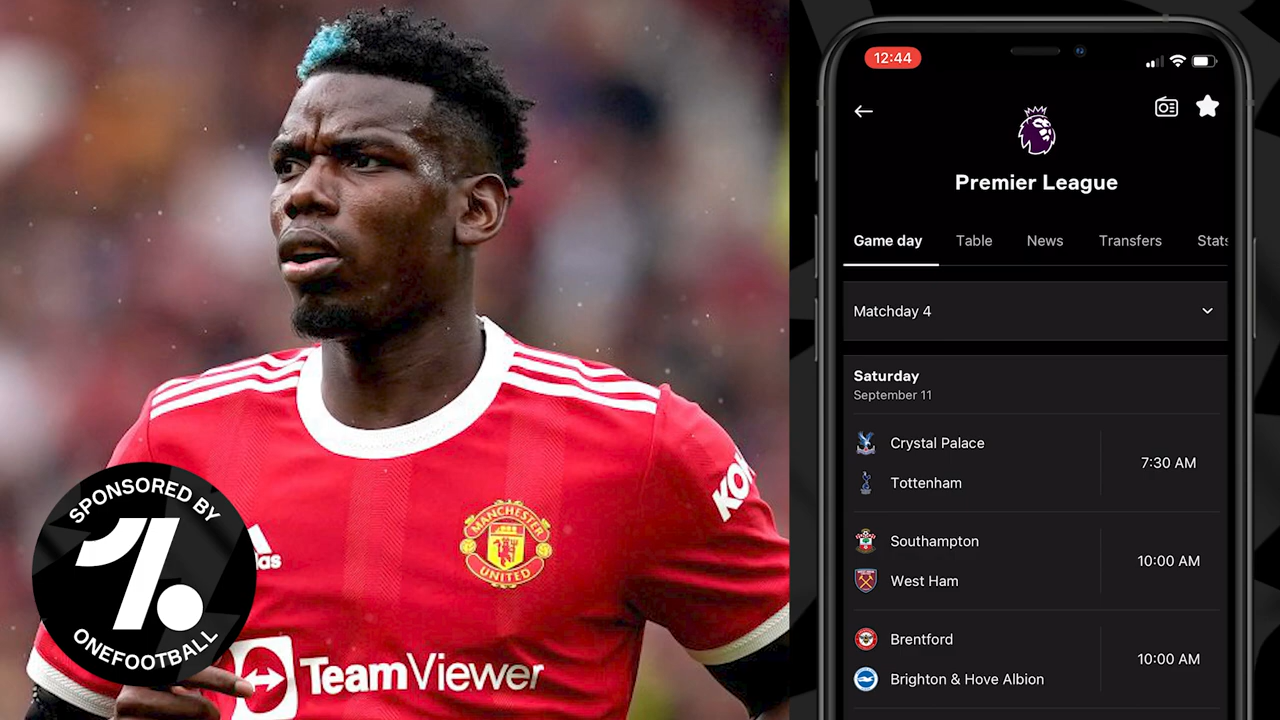 SPONSORED BY
ONEFOOTBALL
MANCHESTER
UNITED
TeamViewer
12:44
Premier League
Game day Table News Transfers Stats
Matchday 4
Saturday
September 11
Crystal Palace
7:30 AM
Tottenham
Southampton
10:00 AM
West Ham
Brentford
10:00 AM
Brighton & Hove Albion